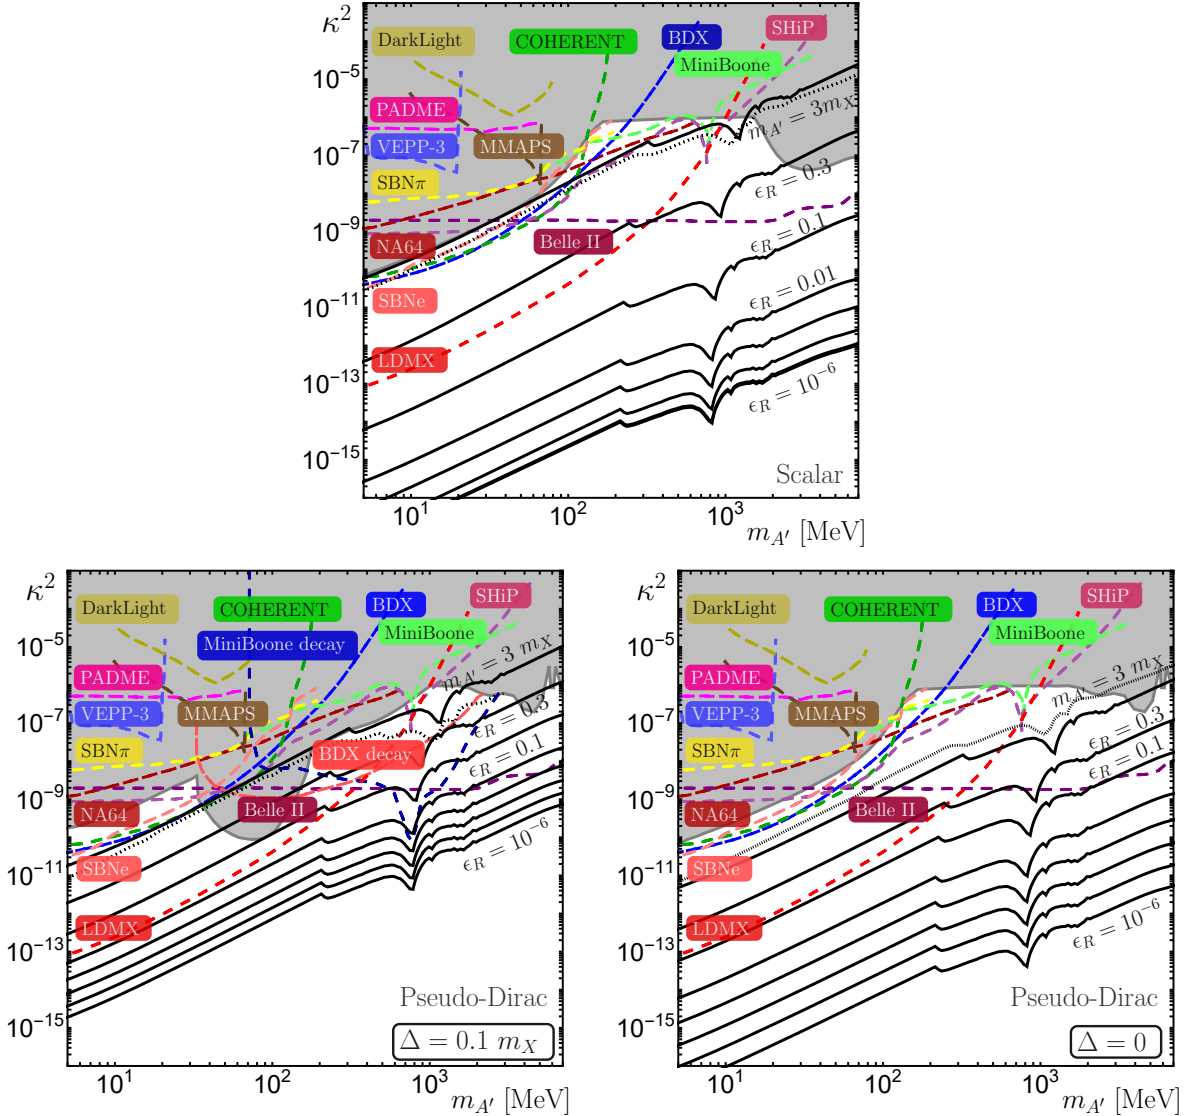 κ²
DarkLight
COHERENT
BDX
SHiP
MiniBoone
10⁻⁵
PADME
m_A′ = 3m_X
10⁻⁷
VEPP-3
MMAPS
SBNπ
ϵ_R = 0.3
10⁻⁹
NA64
Belle II
ϵ_R = 0.1
SBNe
ϵ_R = 0.01
10⁻¹¹
LDMX
10⁻¹³
ϵ_R = 10⁻⁶
10⁻¹⁵
Scalar
10¹ 10² 10³
m_A′ [MeV]
κ²
DarkLight
COHERENT
BDX
SHiP
MiniBoone decay
MiniBoone
10⁻⁵
PADME
m_A′ = 3 m_X
10⁻⁷
VEPP-3
MMAPS
ϵ_R = 0.3
SBNπ
BDX decay
ϵ_R = 0.1
10⁻⁹
NA64
Belle II
SBNe
ϵ_R = 10⁻⁶
10⁻¹¹
LDMX
10⁻¹³
Pseudo-Dirac
10⁻¹⁵
Δ = 0.1 m_X
10¹ 10² 10³
m_A′ [MeV]
κ²
DarkLight
COHERENT
BDX
SHiP
MiniBoone
10⁻⁵
PADME
m_A′ = 3 m_X
10⁻⁷
VEPP-3
MMAPS
ϵ_R = 0.3
SBNπ
ϵ_R = 0.1
10⁻⁹
NA64
Belle II
SBNe
10⁻¹¹
LDMX
ϵ_R = 10⁻⁶
10⁻¹³
Pseudo-Dirac
10⁻¹⁵
Δ = 0
10¹ 10² 10³
m_A′ [MeV]